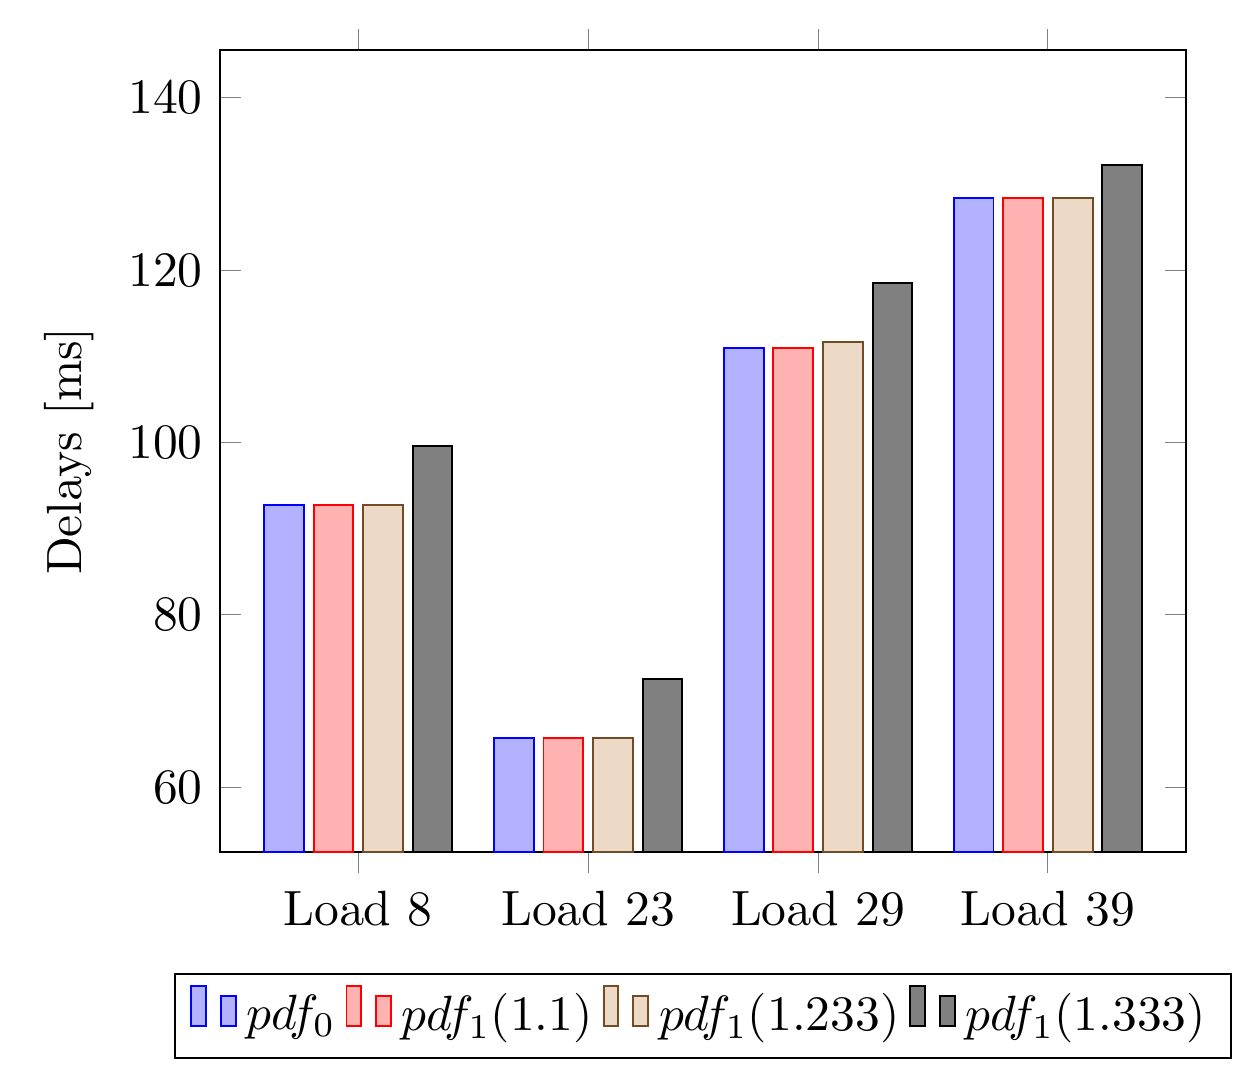 140
120
100
80
60
Delays [ms]
Load 8 Load 23 Load 29 Load 39
pdf₀ pdf₁(1.1) pdf₁(1.233) pdf₁(1.333)